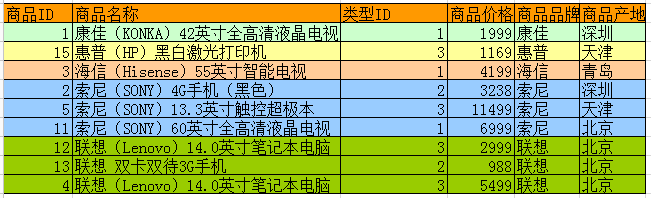 商品ID 商品名称 类型ID 商品价格 商品品牌 商品产地
1 康佳（KONKA）42英寸全高清液晶电视 1 1999 康佳 深圳
15 惠普（HP）黑白激光打印机 3 1169 惠普 天津
3 海信（Hisense）55英寸智能电视 1 4199 海信 青岛
2 索尼（SONY）4G手机（黑色） 2 3238 索尼 深圳
5 索尼（SONY）13.3英寸触控超极本 3 11499 索尼 天津
11 索尼（SONY）60英寸全高清液晶电视 1 6999 索尼 北京
12 联想（Lenovo）14.0英寸笔记本电脑 3 2999 联想 北京
13 联想 双卡双待3G手机 2 988 联想 北京
4 联想（Lenovo）14.0英寸笔记本电脑 3 5499 联想 北京